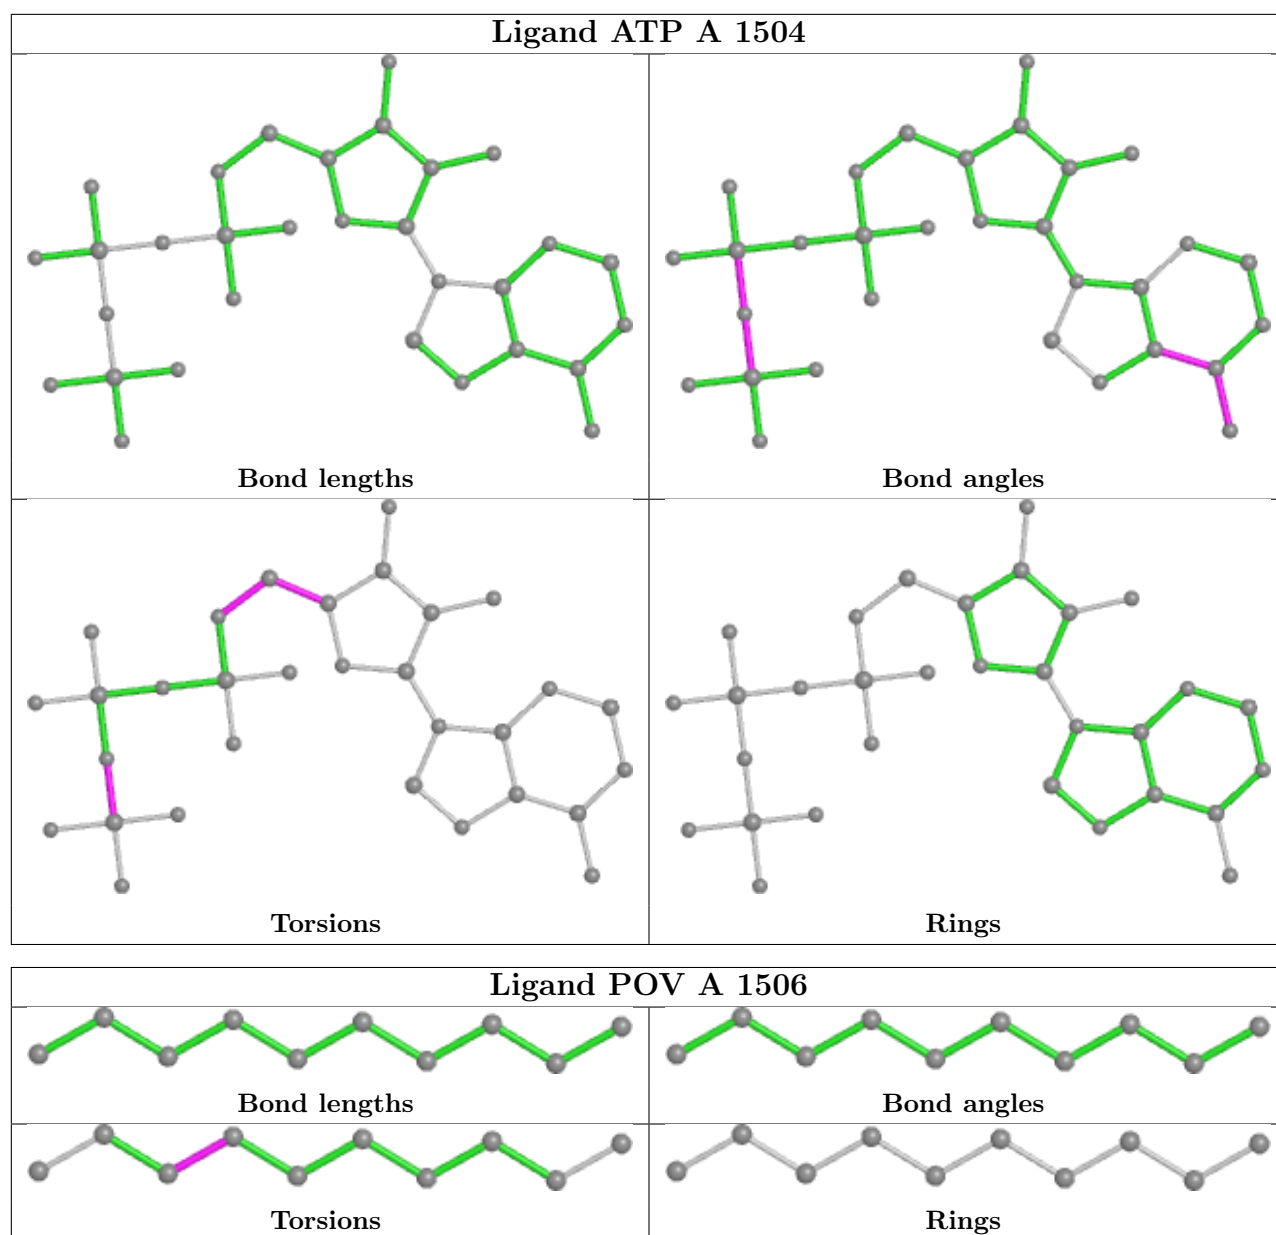 Ligand ATP A 1504
Bond lengths
Bond angles
Torsions
Rings
Ligand POV A 1506
Bond lengths
Bond angles
Torsions
Rings